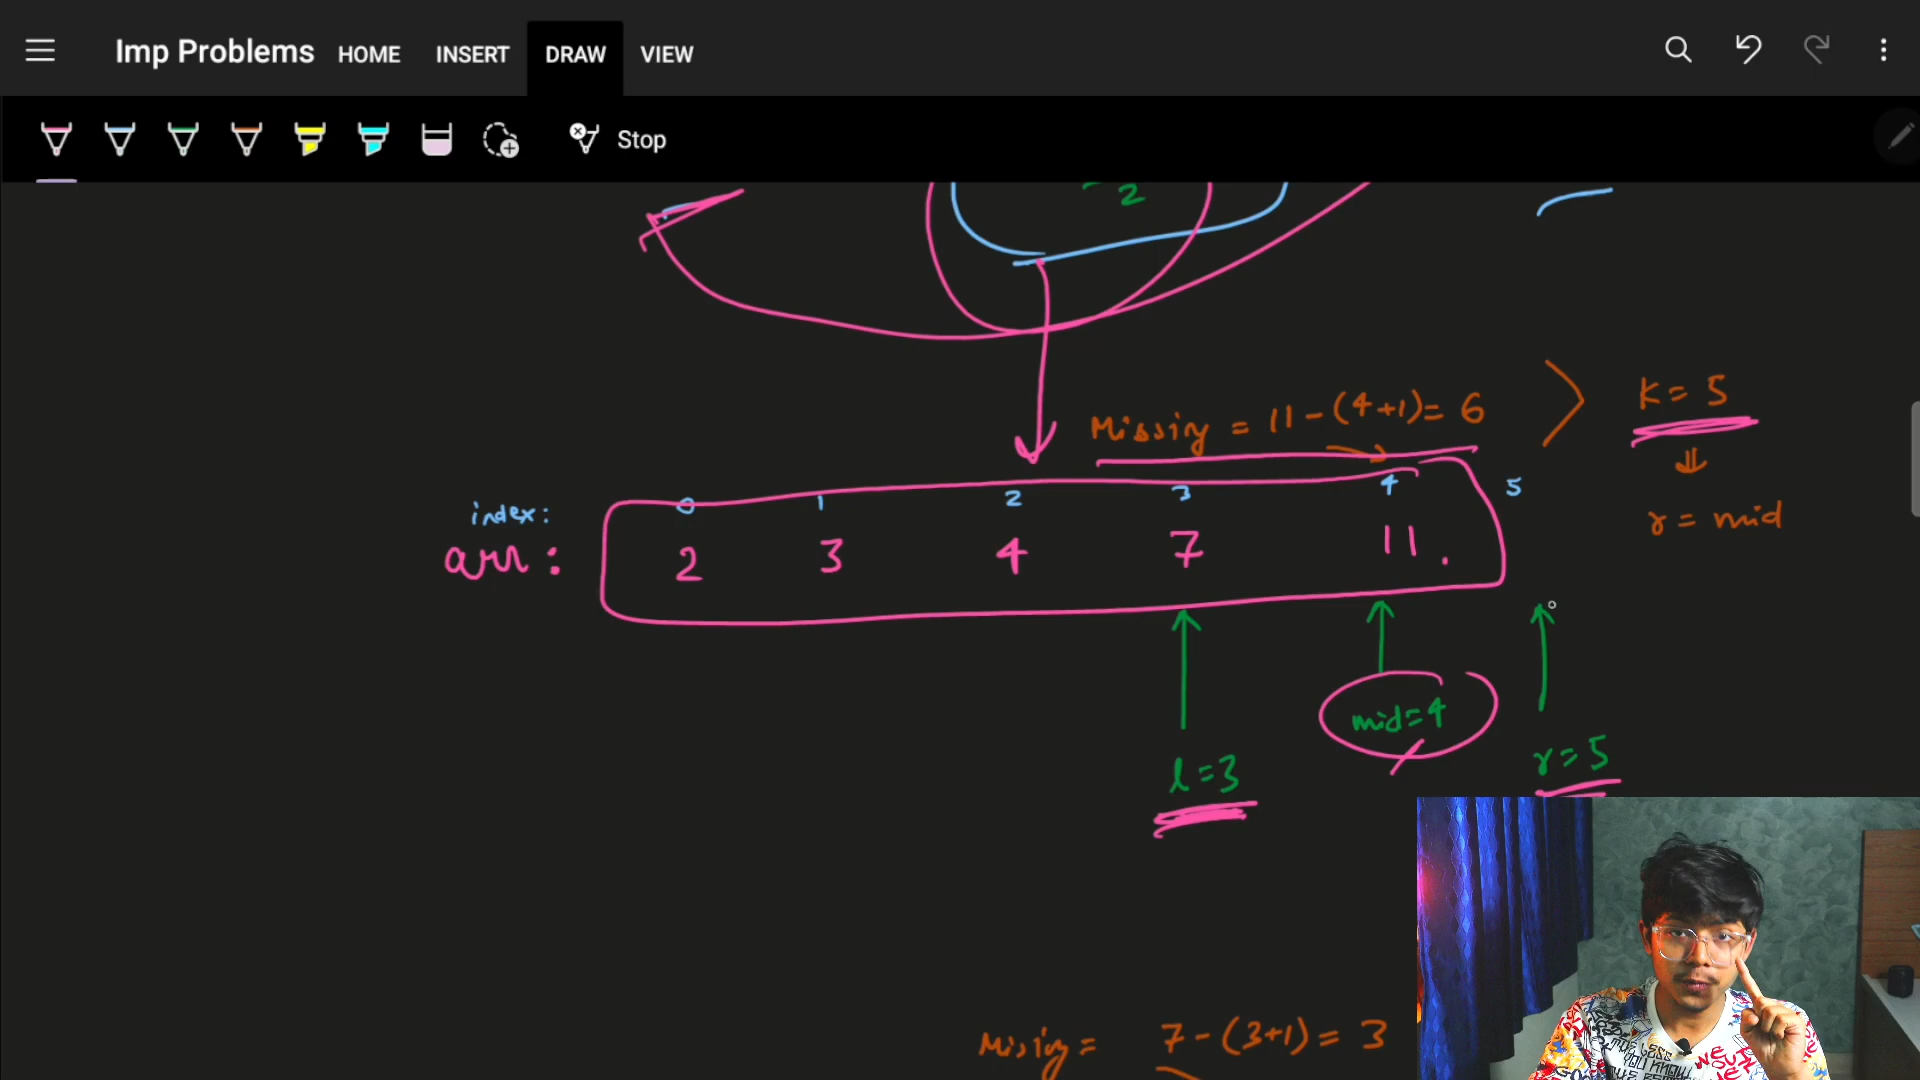 Imp Problems HOME INSERT DRAW VIEW
Stop
2
Missing = 11 - (4+1) = 6
K = 5
index: 0 1 2 3 4 5
r = mid
arr: 2 3 4 7 11 .
mid=4
l=3
r=5
Missing = 7 - (3+1) = 3